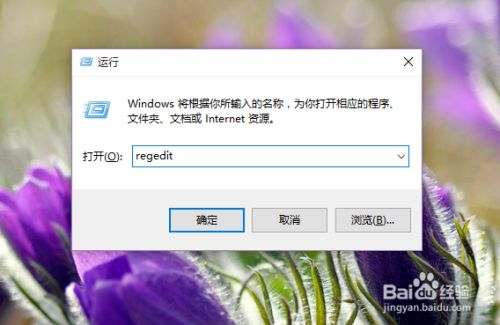 运行
Windows 将根据你所输入的名称，为你打开相应的程序、
文件夹、文档或 Internet 资源。
打开(O): regedit
确定 取消 浏览(B)...
Baidu 经验
jingyan.baidu.com